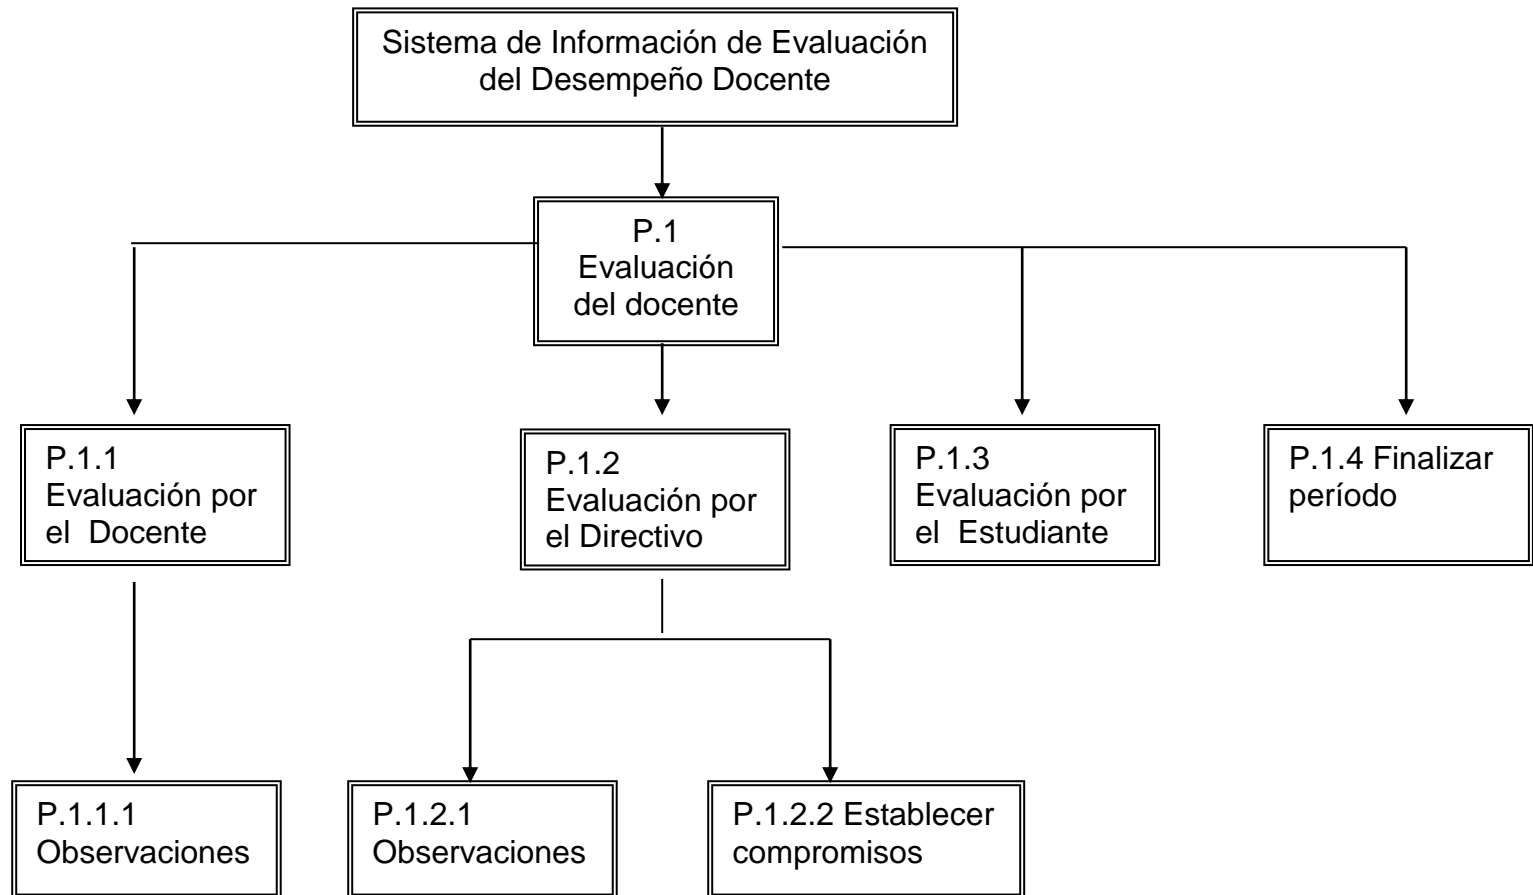 Sistema de Información de Evaluación
del Desempeño Docente
P.1
Evaluación
del docente
P.1.1
Evaluación por
el  Docente
P.1.2
Evaluación por
el Directivo
P.1.3
Evaluación por
el  Estudiante
P.1.4 Finalizar
período
P.1.1.1
Observaciones
P.1.2.1
Observaciones
P.1.2.2 Establecer
compromisos